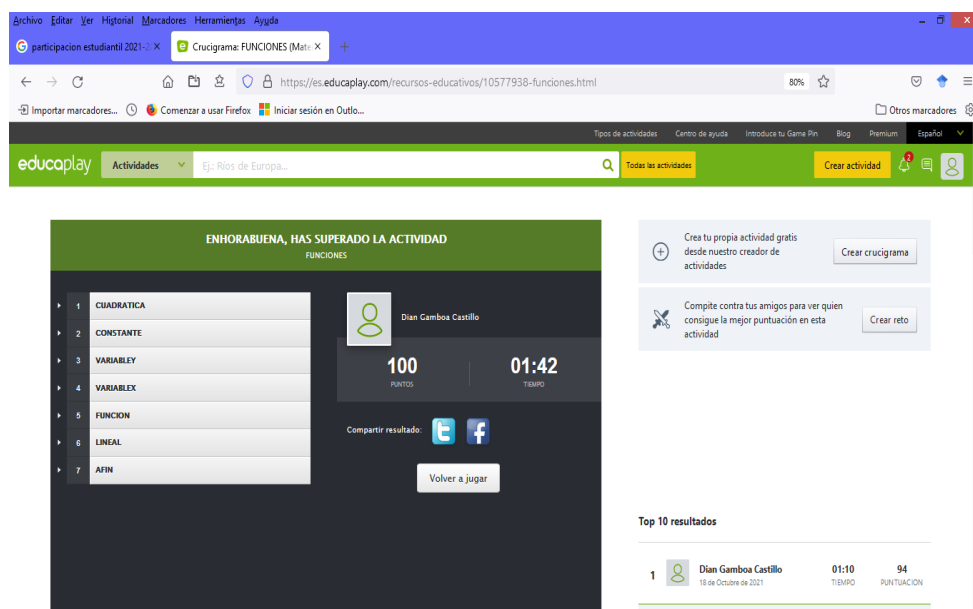 Archivo Editar Ver Historial Marcadores Herramientas Ayuda
participacion estudiantil 2021-2
Crucigrama: FUNCIONES (Mate
https://es.educaplay.com/recursos-educativos/10577938-funciones.html
80%
Importar marcadores...
Comenzar a usar Firefox
Iniciar sesión en Outlo...
Otros marcadores
Tipos de actividades
Centro de ayuda
Introduce tu Game Pin
Blog
Premium
Español
educaplay
Actividades
Ej.: Ríos de Europa...
Todas las actividades
Crear actividad
2
ENHORABUENA, HAS SUPERADO LA ACTIVIDAD
FUNCIONES
1 CUADRATICA
2 CONSTANTE
3 VARIABLEY
4 VARIABLEX
5 FUNCION
6 LINEAL
7 AFIN
Dian Gamboa Castillo
100
PUNTOS
01:42
TIEMPO
Compartir resultado:
Volver a jugar
Crea tu propia actividad gratis
desde nuestro creador de
actividades
Crear crucigrama
Compite contra tus amigos para ver quien
consigue la mejor puntuación en esta
actividad
Crear reto
Top 10 resultados
1
Dian Gamboa Castillo
18 de Octubre de 2021
01:10
TIEMPO
94
PUNTUACION